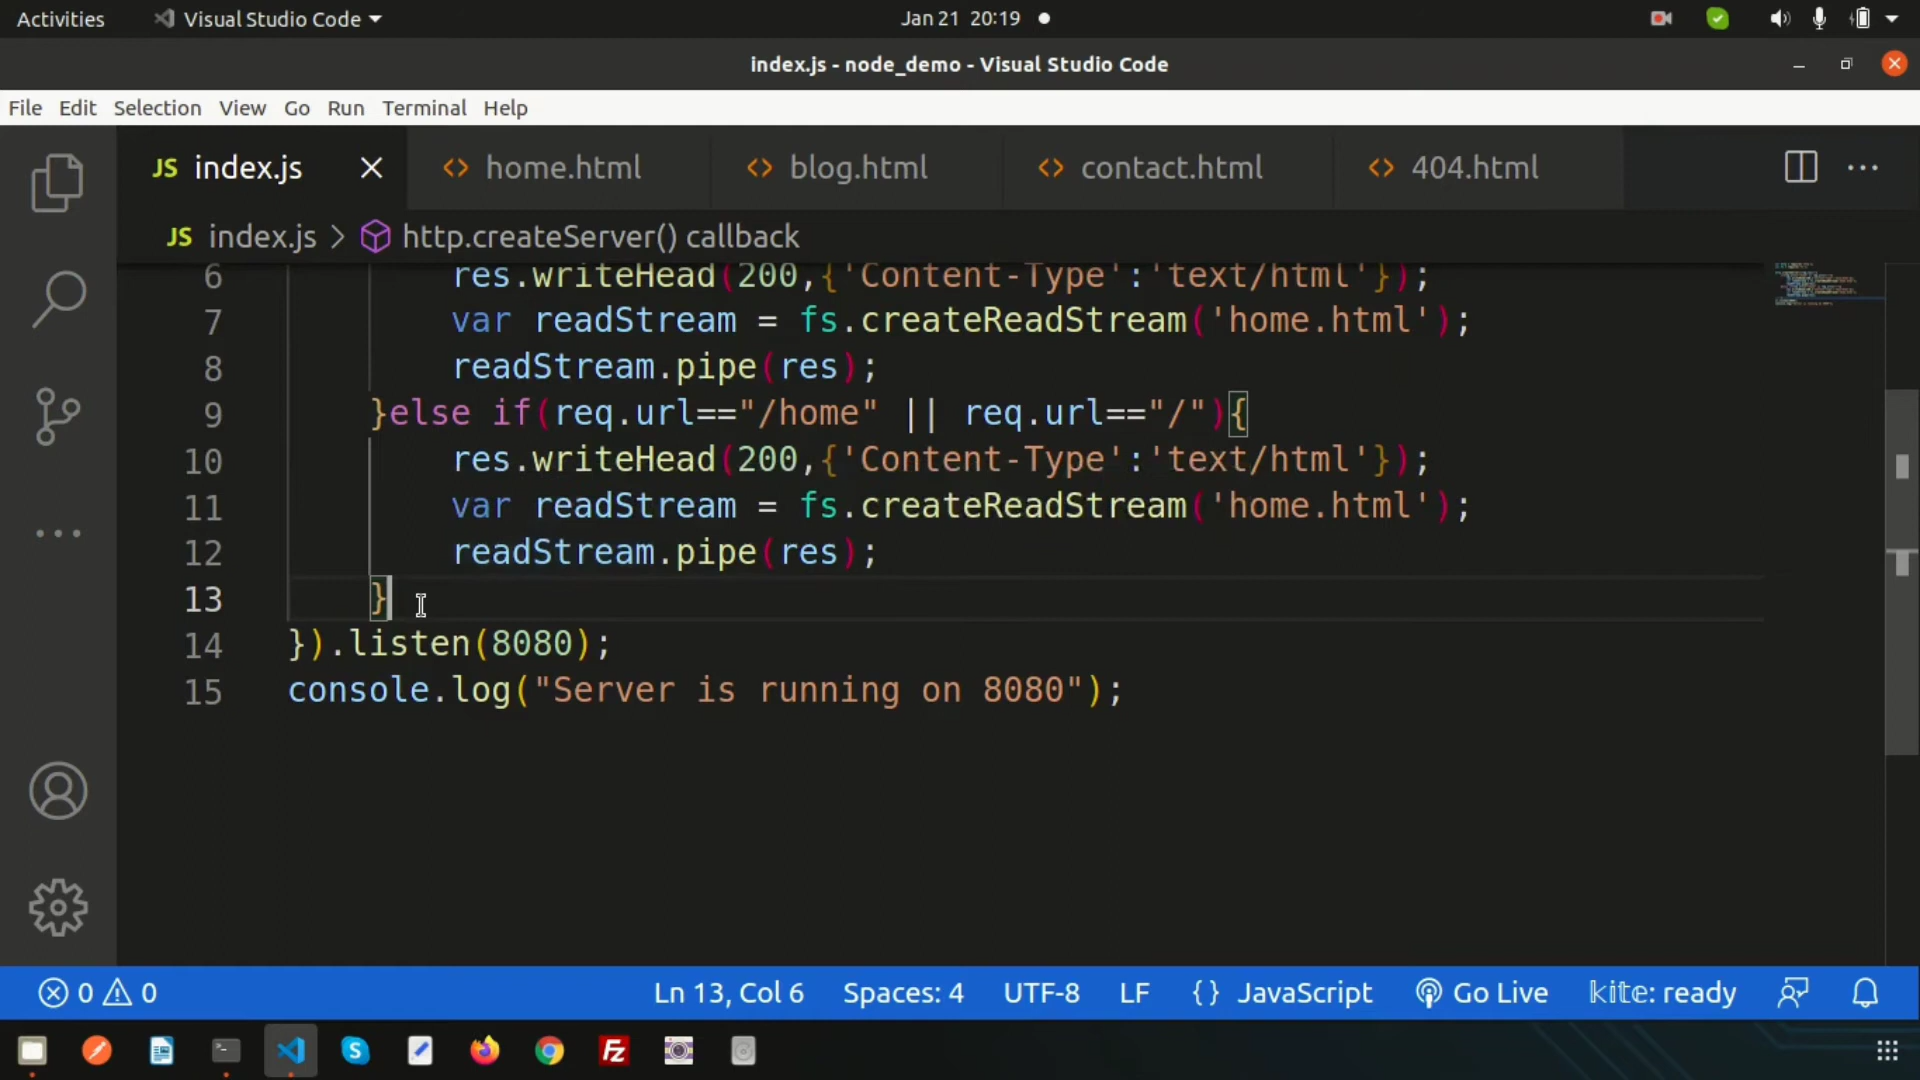 Activities Visual Studio Code Jan 21 20:19
index.js - node_demo - Visual Studio Code
File Edit Selection View Go Run Terminal Help
JS index.js home.html blog.html contact.html 404.html
JS index.js > http.createServer() callback
6 res.writeHead(200,{'Content-Type':'text/html'});
7 var readStream = fs.createReadStream('home.html');
8 readStream.pipe(res);
9 }else if(req.url=="/home" || req.url=="/"){
10 res.writeHead(200,{'Content-Type':'text/html'});
11 var readStream = fs.createReadStream('home.html');
12 readStream.pipe(res);
13 }
14 }).listen(8080);
15 console.log("Server is running on 8080");
0 0 Ln 13, Col 6 Spaces: 4 UTF-8 LF {} JavaScript Go Live kite: ready